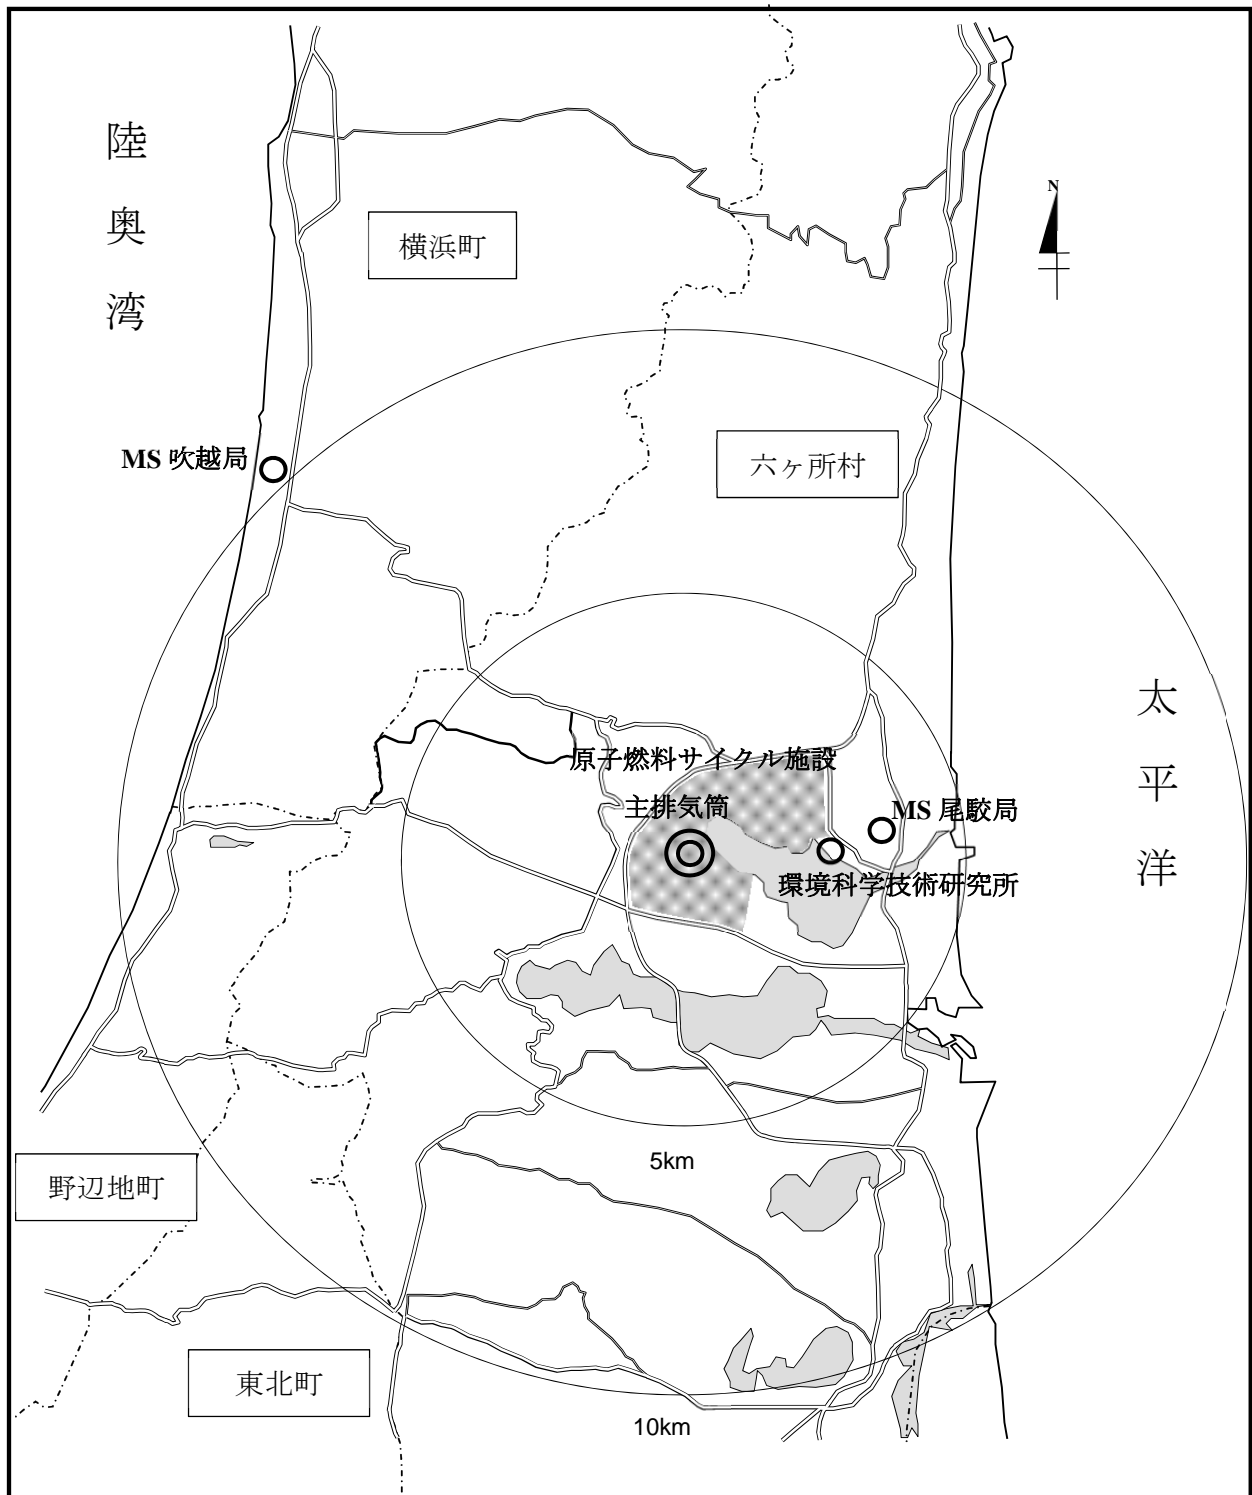 陸奥湾
横浜町
N
MS 吹越局
六ヶ所村
太平洋
原子燃料サイクル施設
主排気筒
MS 尾駮局
環境科学技術研究所
5km
野辺地町
東北町
10km